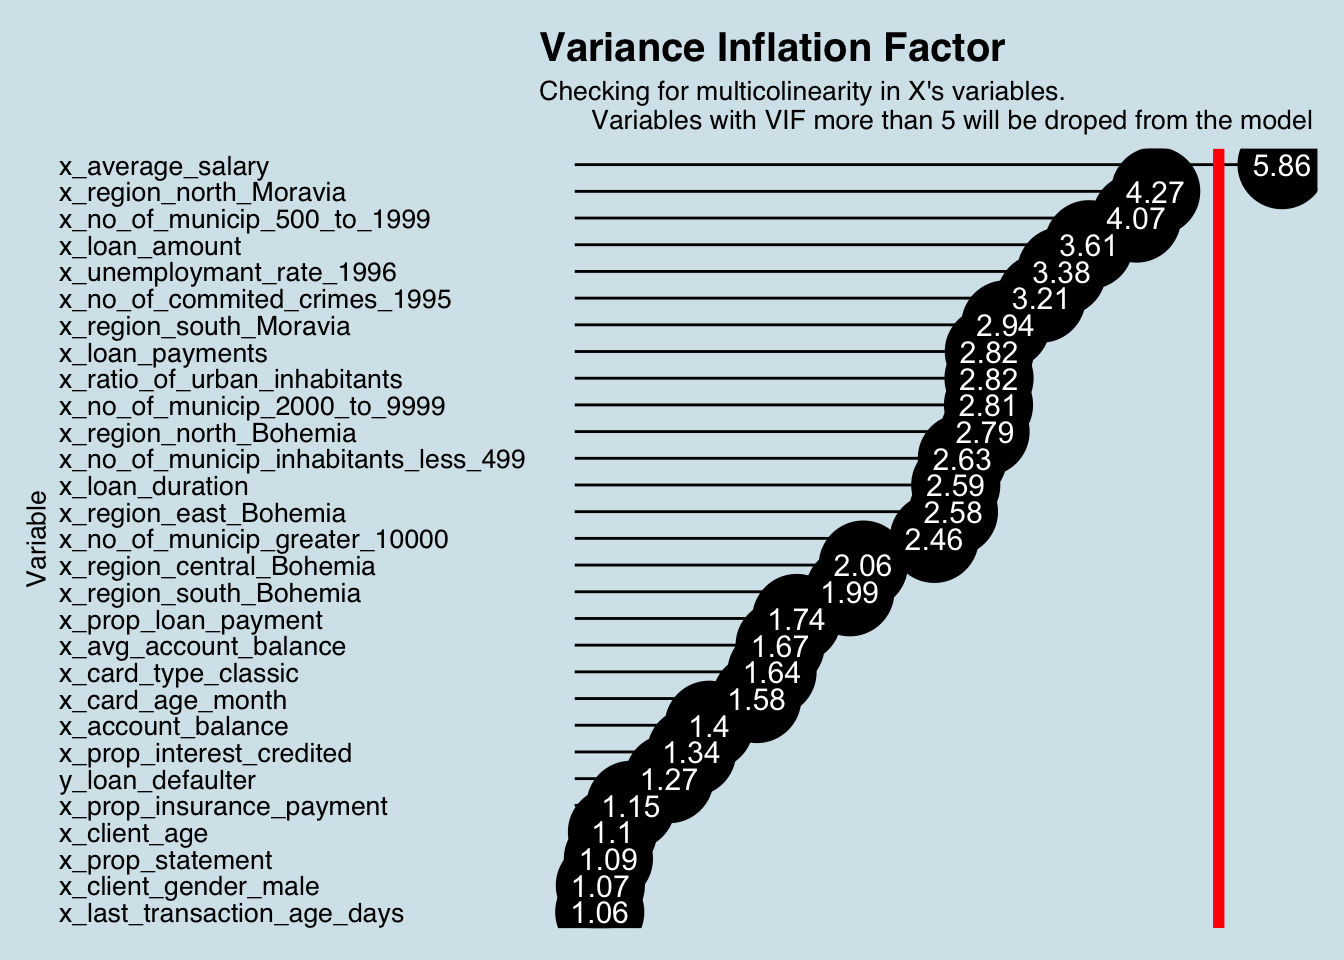 Variance Inflation Factor
Checking for multicolinearity in X's variables.
Variables with VIF more than 5 will be droped from the model
x_average_salary 5.86
x_region_north_Moravia 4.27
x_no_of_municip_500_to_1999 4.07
x_loan_amount 3.61
x_unemploymant_rate_1996 3.38
x_no_of_commited_crimes_1995 3.21
x_region_south_Moravia 2.94
x_loan_payments 2.82
x_ratio_of_urban_inhabitants 2.82
x_no_of_municip_2000_to_9999 2.81
x_region_north_Bohemia 2.79
x_no_of_municip_inhabitants_less_499 2.63
x_loan_duration 2.59
x_region_east_Bohemia 2.58
x_no_of_municip_greater_10000 2.46
x_region_central_Bohemia 2.06
x_region_south_Bohemia 1.99
x_prop_loan_payment 1.74
x_avg_account_balance 1.67
x_card_type_classic 1.64
x_card_age_month 1.58
x_account_balance 1.4
x_prop_interest_credited 1.34
y_loan_defaulter 1.27
x_prop_insurance_payment 1.15
x_client_age 1.1
x_prop_statement 1.09
x_client_gender_male 1.07
x_last_transaction_age_days 1.06
Variable